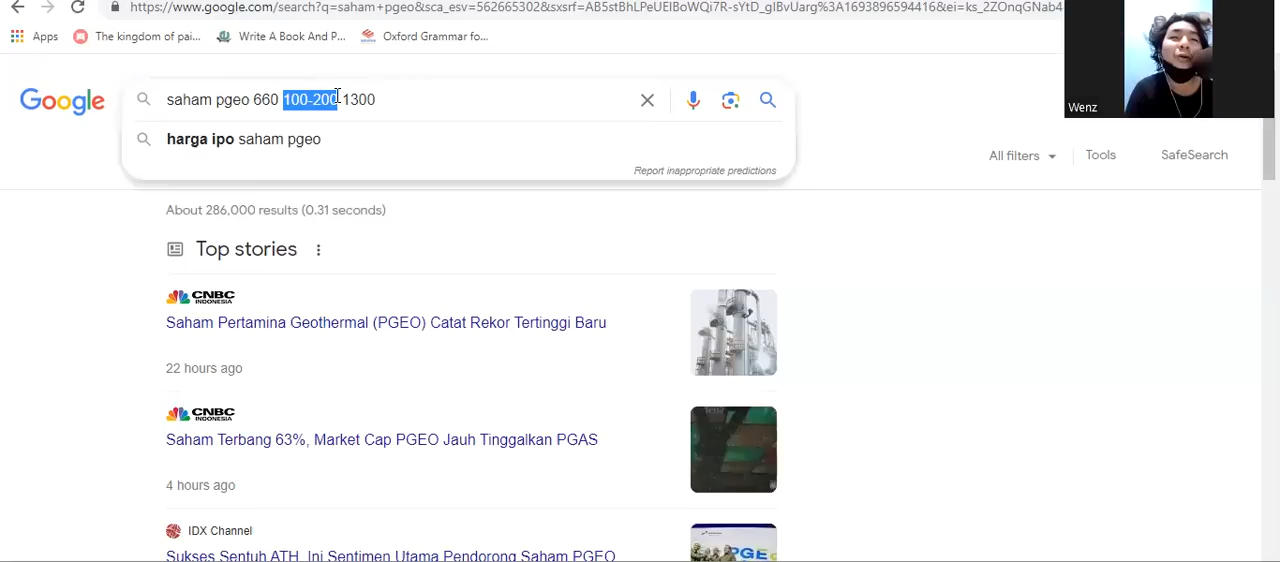 https://www.google.com/search?q=saham+pgeo&sca_esv=562665302&sxsrf=AB5stBhLPeUEIBoWQi7R-sYtD_gIBvUarg%3A1693896594416&ei=ks_2ZOnqGNab4
Apps
The kingdom of pai...
Write A Book And P...
Oxford Grammar fo...
Wenz
Google
saham pgeo 660 100-200-1300
harga ipo saham pgeo
Report inappropriate predictions
All filters
Tools
SafeSearch
About 286,000 results (0.31 seconds)
Top stories
CNBC INDONESIA
Saham Pertamina Geothermal (PGEO) Catat Rekor Tertinggi Baru
22 hours ago
CNBC INDONESIA
Saham Terbang 63%, Market Cap PGEO Jauh Tinggalkan PGAS
4 hours ago
IDX Channel
Sukses Sentuh ATH, Ini Sentimen Utama Pendorong Saham PGEO
PGE